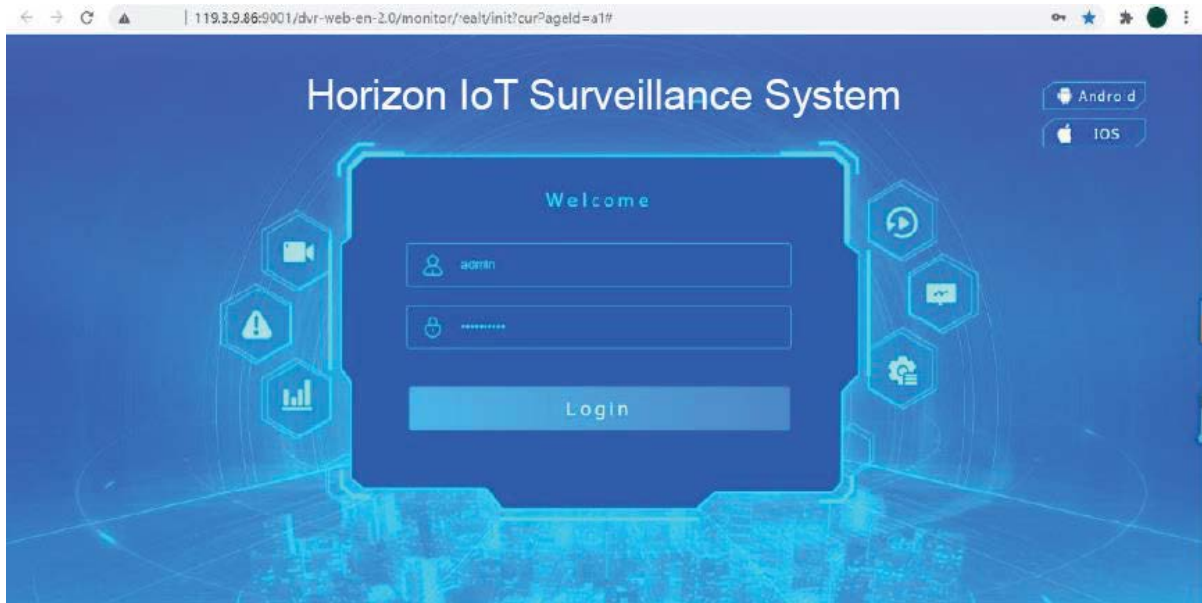 119.3.9.86:9001/dvr-web-en-2.0/monitor/realt/init?curPageId=a1#
Horizon IoT Surveillance System
Android
IOS
Welcome
admin
Login